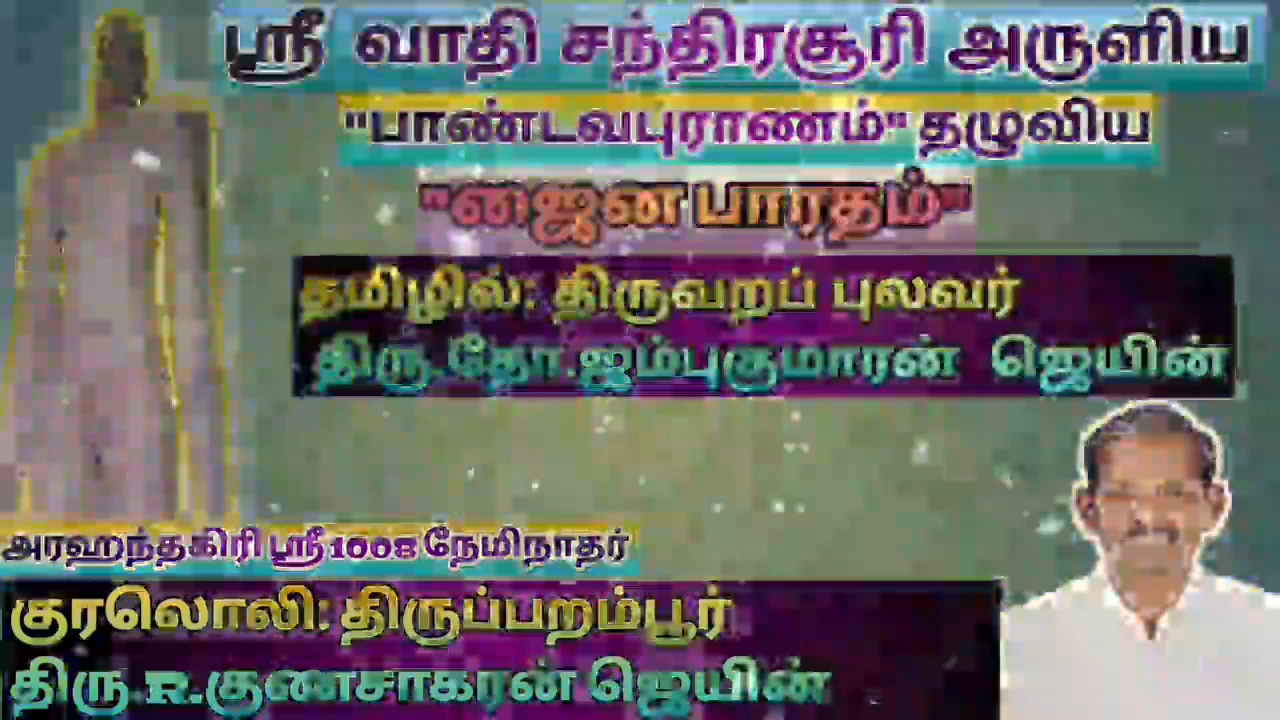 ஸ்ரீ வாதி சந்திரசூரி அருளிய
"பாண்டவபுராணம்" தழுவிய
"ஜைன பாரதம்"
தமிழில்: திருவறப் புலவர்
திரு.தோ.ஜம்புகுமாரன் ஜெயின்
அரஹந்தகிரி ஸ்ரீ 1008 நேமிநாதர்
குரலொலி: திருப்பறம்பூர்
திரு.R.குணசாகரன் ஜெயின்